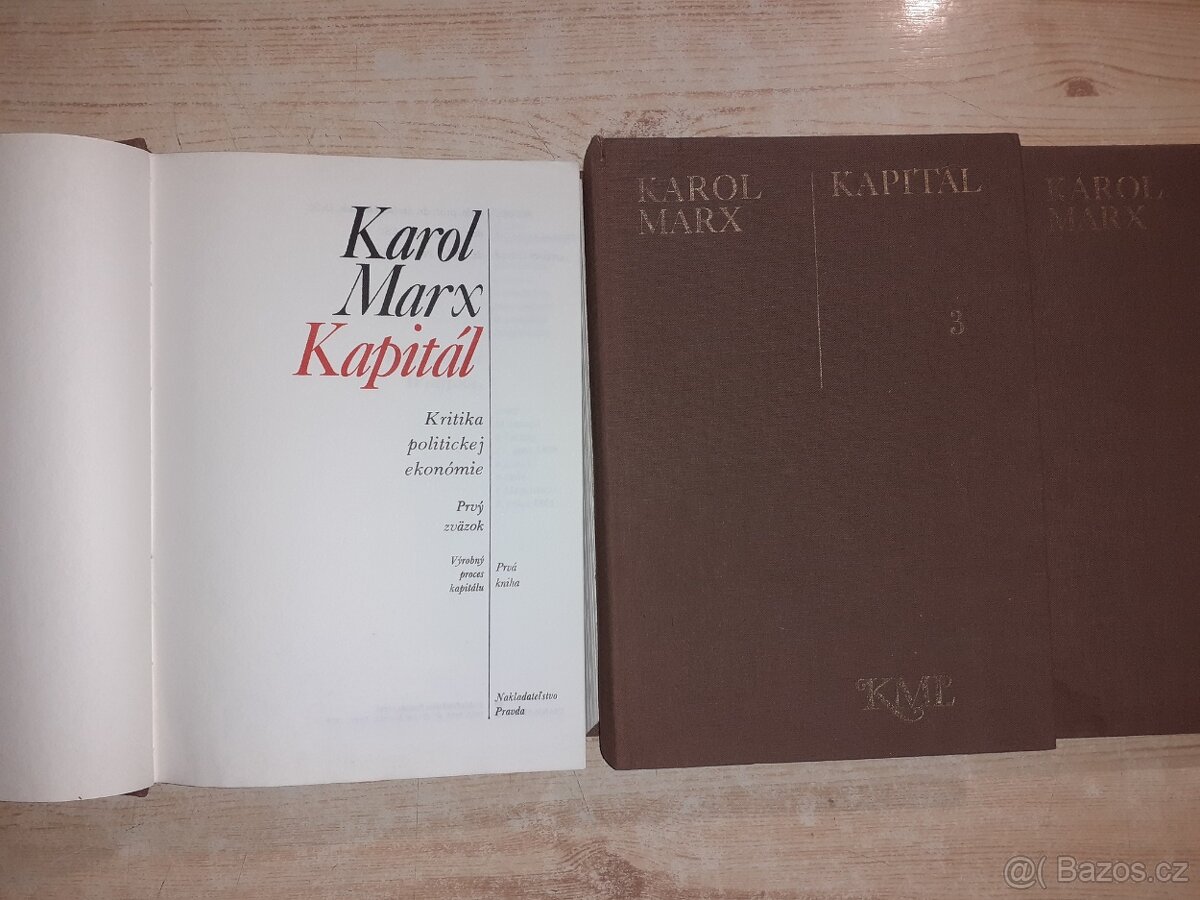 Karol
Marx
Kapitál
Kritika
politickej
ekonómie
Prvý
zväzok
Výrobný
proces
kapitálu
Prvá
kniha
Nakladateľstvo
Pravda
KAROL
MARX
KAPITÁL
3
KME
KAROL
MARX
@( Bazos.cz